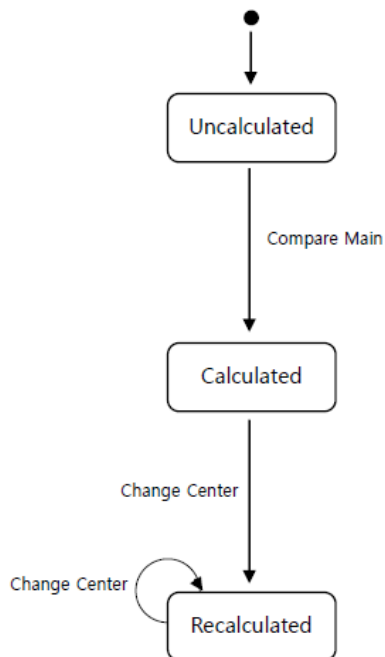 Uncalculated
Compare Main
Calculated
Change Center
Change Center
Recalculated